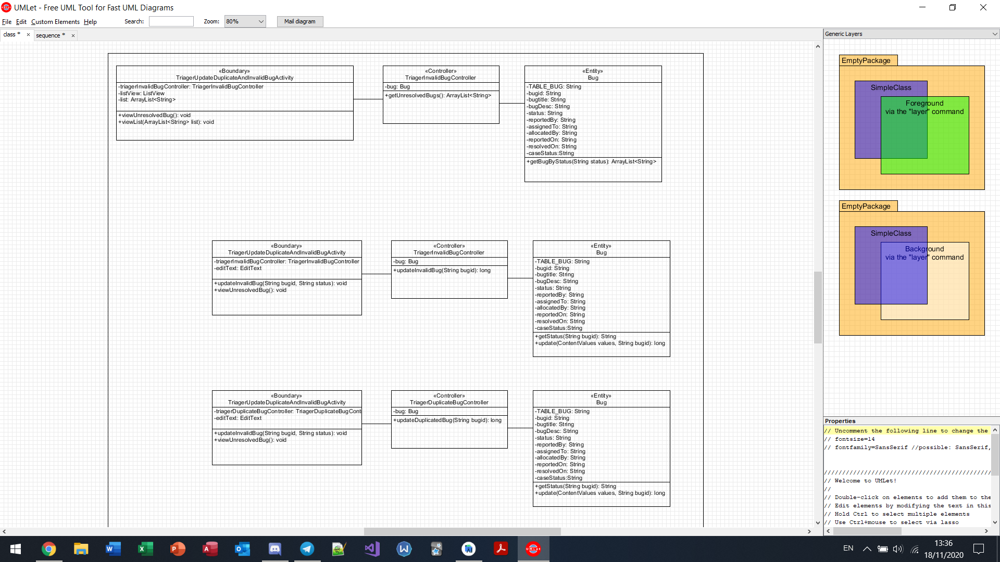 UMLet - Free UML Tool for Fast UML Diagrams
File Edit Custom Elements Help Search: Zoom: 80% Mail diagram
class * × sequence * ×
«Boundary»
TriagerUpdateDuplicateAndInvalidBugActivity
-triagerInvalidBugController: TriagerInvalidBugController
-listView: ListView
-list: ArrayList<String>
+viewUnresolvedBug(): void
+viewList(ArrayList<String> list): void
«Controller»
TriagerInvalidBugController
-bug: Bug
+getUnresolvedBugs(): ArrayList<String>
«Entity»
Bug
-TABLE_BUG: String
-bugid: String
-bugtitle: String
-bugDesc: String
-status: String
-reportedBy: String
-assignedTo: String
-allocatedBy: String
-reportedOn: String
-resolvedOn: String
-caseStatus:String
+getBugByStatus(String status): ArrayList<String>
«Boundary»
TriagerUpdateDuplicateAndInvalidBugActivity
-triagerInvalidBugController: TriagerInvalidBugController
-editText: EditText
+updateInvalidBug(String bugid, String status): void
+viewUnresolvedBug(): void
«Controller»
TriagerInvalidBugController
-bug: Bug
+updateInvalidBug(String bugid): long
«Entity»
Bug
-TABLE_BUG: String
-bugid: String
-bugtitle: String
-bugDesc: String
-status: String
-reportedBy: String
-assignedTo: String
-allocatedBy: String
-reportedOn: String
-resolvedOn: String
-caseStatus:String
+getStatus(String bugid): String
+update(ContentValues values, String bugid): long
«Boundary»
TriagerUpdateDuplicateAndInvalidBugActivity
-triagerDuplicateBugController: TriagerDuplicateBugCont
-editText: EditText
+updateInvalidBug(String bugid, String status): void
+viewUnresolvedBug(): void
«Controller»
TriagerDuplicateBugController
-bug: Bug
+updateDuplicatedBug(String bugid): long
«Entity»
Bug
-TABLE_BUG: String
-bugid: String
-bugtitle: String
-bugDesc: String
-status: String
-reportedBy: String
-assignedTo: String
-allocatedBy: String
-reportedOn: String
-resolvedOn: String
-caseStatus:String
+getStatus(String bugid): String
+update(ContentValues values, String bugid): long
Generic Layers
EmptyPackage
SimpleClass
Foreground
via the "layer" command
EmptyPackage
SimpleClass
Background
via the "layer" command
Properties
// Uncomment the following line to change the
// fontsize=14
// fontfamily=SansSerif //possible: SansSerif,
//////////////////////////////////////////////
// Welcome to UMLet!
//
// Double-click on elements to add them to the
// Edit elements by modifying the text in this
// Hold Ctrl to select multiple elements
// Use Ctrl+mouse to select via lasso
EN
13:36
18/11/2020